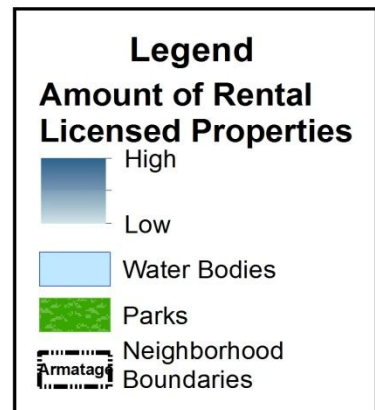 Legend
Amount of Rental
Licensed Properties
High
Low
Water Bodies
Parks
Armatage
Neighborhood
Boundaries